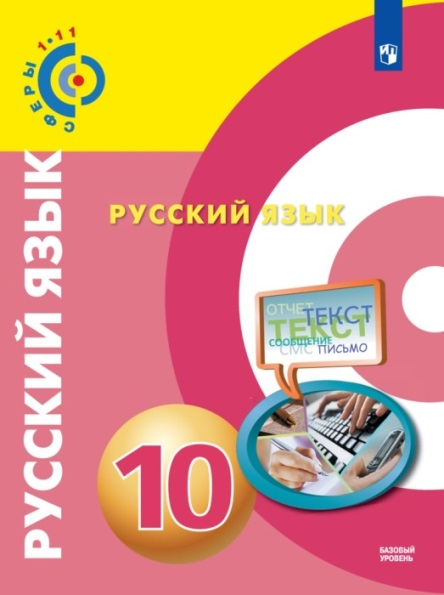 СФЕРЫ 1-11
РУССКИЙ ЯЗЫК
РУССКИЙ ЯЗЫК
ОТЧЕТ
ТЕКСТ
ТЕКСТ
СООБЩЕНИЕ
СМС ПИСЬМО
10
БАЗОВЫЙ
УРОВЕНЬ